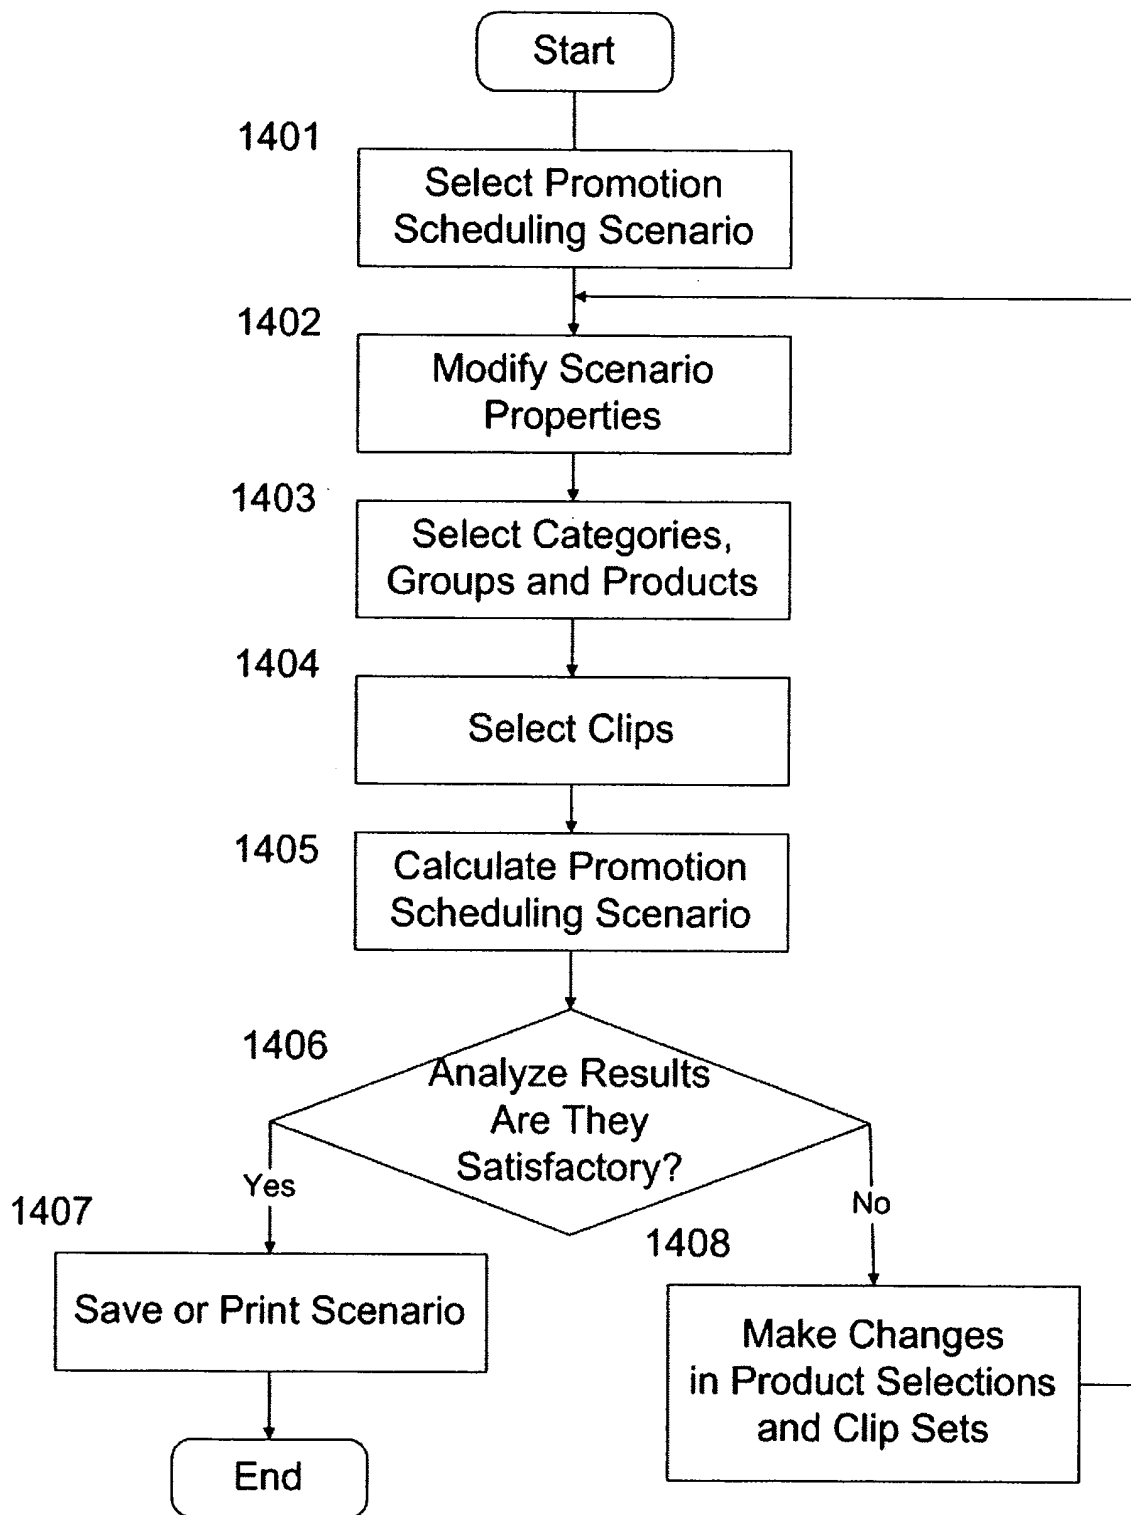 Start
1401
Select Promotion
Scheduling Scenario
1402
Modify Scenario
Properties
1403
Select Categories,
Groups and Products
1404
Select Clips
1405
Calculate Promotion
Scheduling Scenario
1406
Analyze Results
Are They
Satisfactory?
Yes
No
1407
Save or Print Scenario
1408
Make Changes
in Product Selections
and Clip Sets
End